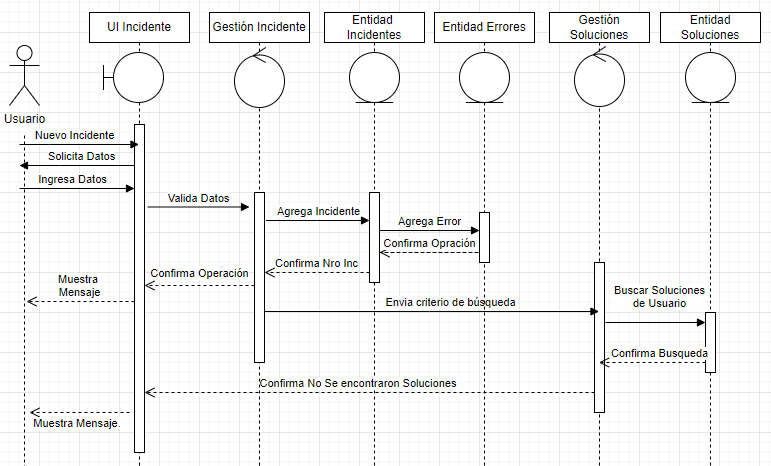 UI Incidente
Gestión Incidente
Entidad
Incidentes
Entidad Errores
Gestión
Soluciones
Entidad
Soluciones
Usuario
Nuevo Incidente
Solicita Datos
Ingresa Datos
Valida Datos
Agrega Incidente
Agrega Error
Confirma Opración
Confirma Nro Inc
Confirma Operación
Muestra
Mensaje
Envia criterio de búsqueda
Buscar Soluciones
de Usuario
Confirma Busqueda
Confirma No Se encontraron Soluciones
Muestra Mensaje.